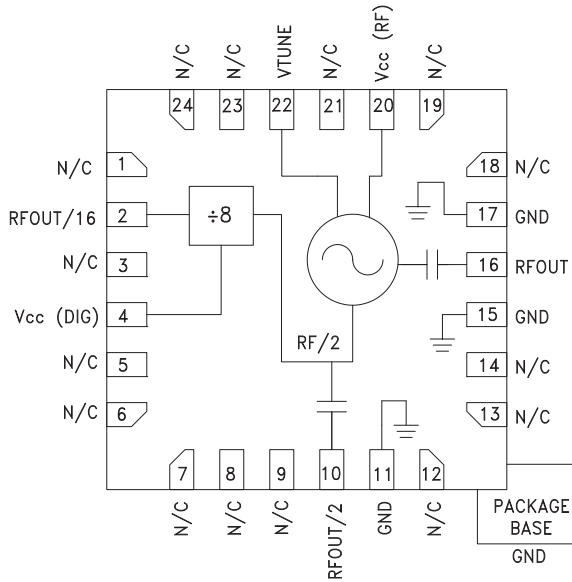 N/C
N/C
VTUNE
N/C
Vcc (RF)
N/C
24
23
22
21
20
19
N/C
1
18
N/C
RFOUT/16
2
÷8
17
GND
N/C
3
16
RFOUT
Vcc (DIG)
4
15
GND
RF/2
N/C
5
14
N/C
N/C
6
13
N/C
7
8
9
10
11
12
N/C
N/C
N/C
RFOUT/2
GND
N/C
PACKAGE
BASE
GND